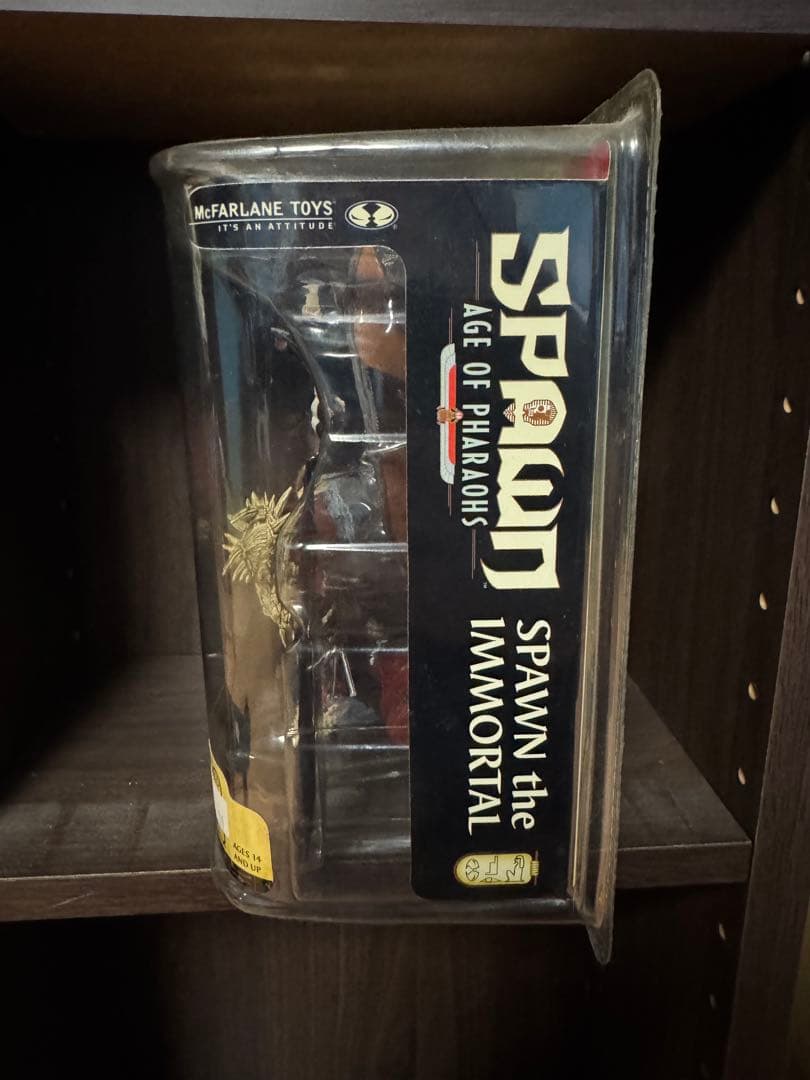 McFARLANE TOYS
IT'S AN ATTITUDE
SPAWN
AGE OF PHARAOHS
SPAWN the
IMMORTAL
AGES 14
AND UP